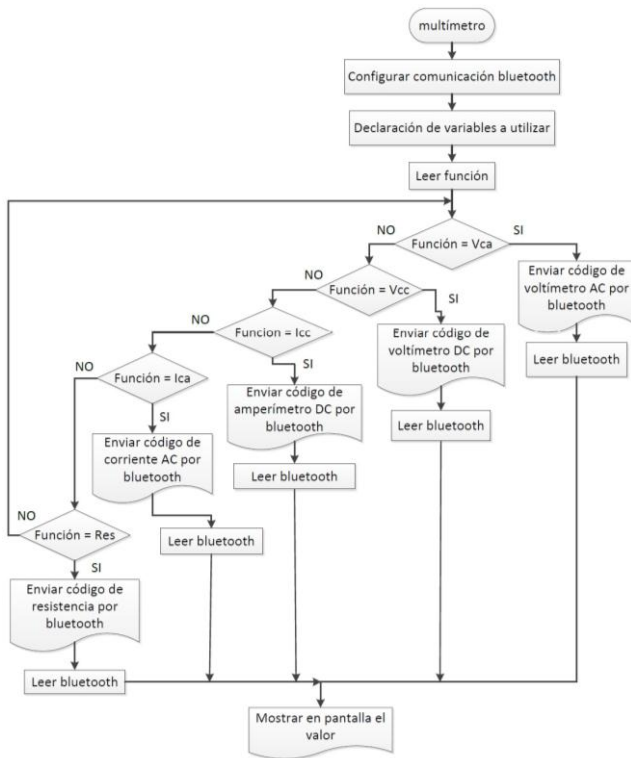 multímetro
Configurar comunicación bluetooth
Declaración de variables a utilizar
Leer función
NO
Función = Vca
SI
Enviar código de
voltímetro AC por
bluetooth
Leer bluetooth
NO
Función = Vcc
SI
Enviar código de
voltímetro DC por
bluetooth
Leer bluetooth
NO
Funcion = Icc
SI
Enviar código de
amperímetro DC por
bluetooth
Leer bluetooth
NO
Función = Ica
SI
Enviar código de
corriente AC por
bluetooth
Leer bluetooth
NO
Función = Res
SI
Enviar código de
resistencia por
bluetooth
Leer bluetooth
Mostrar en pantalla el
valor